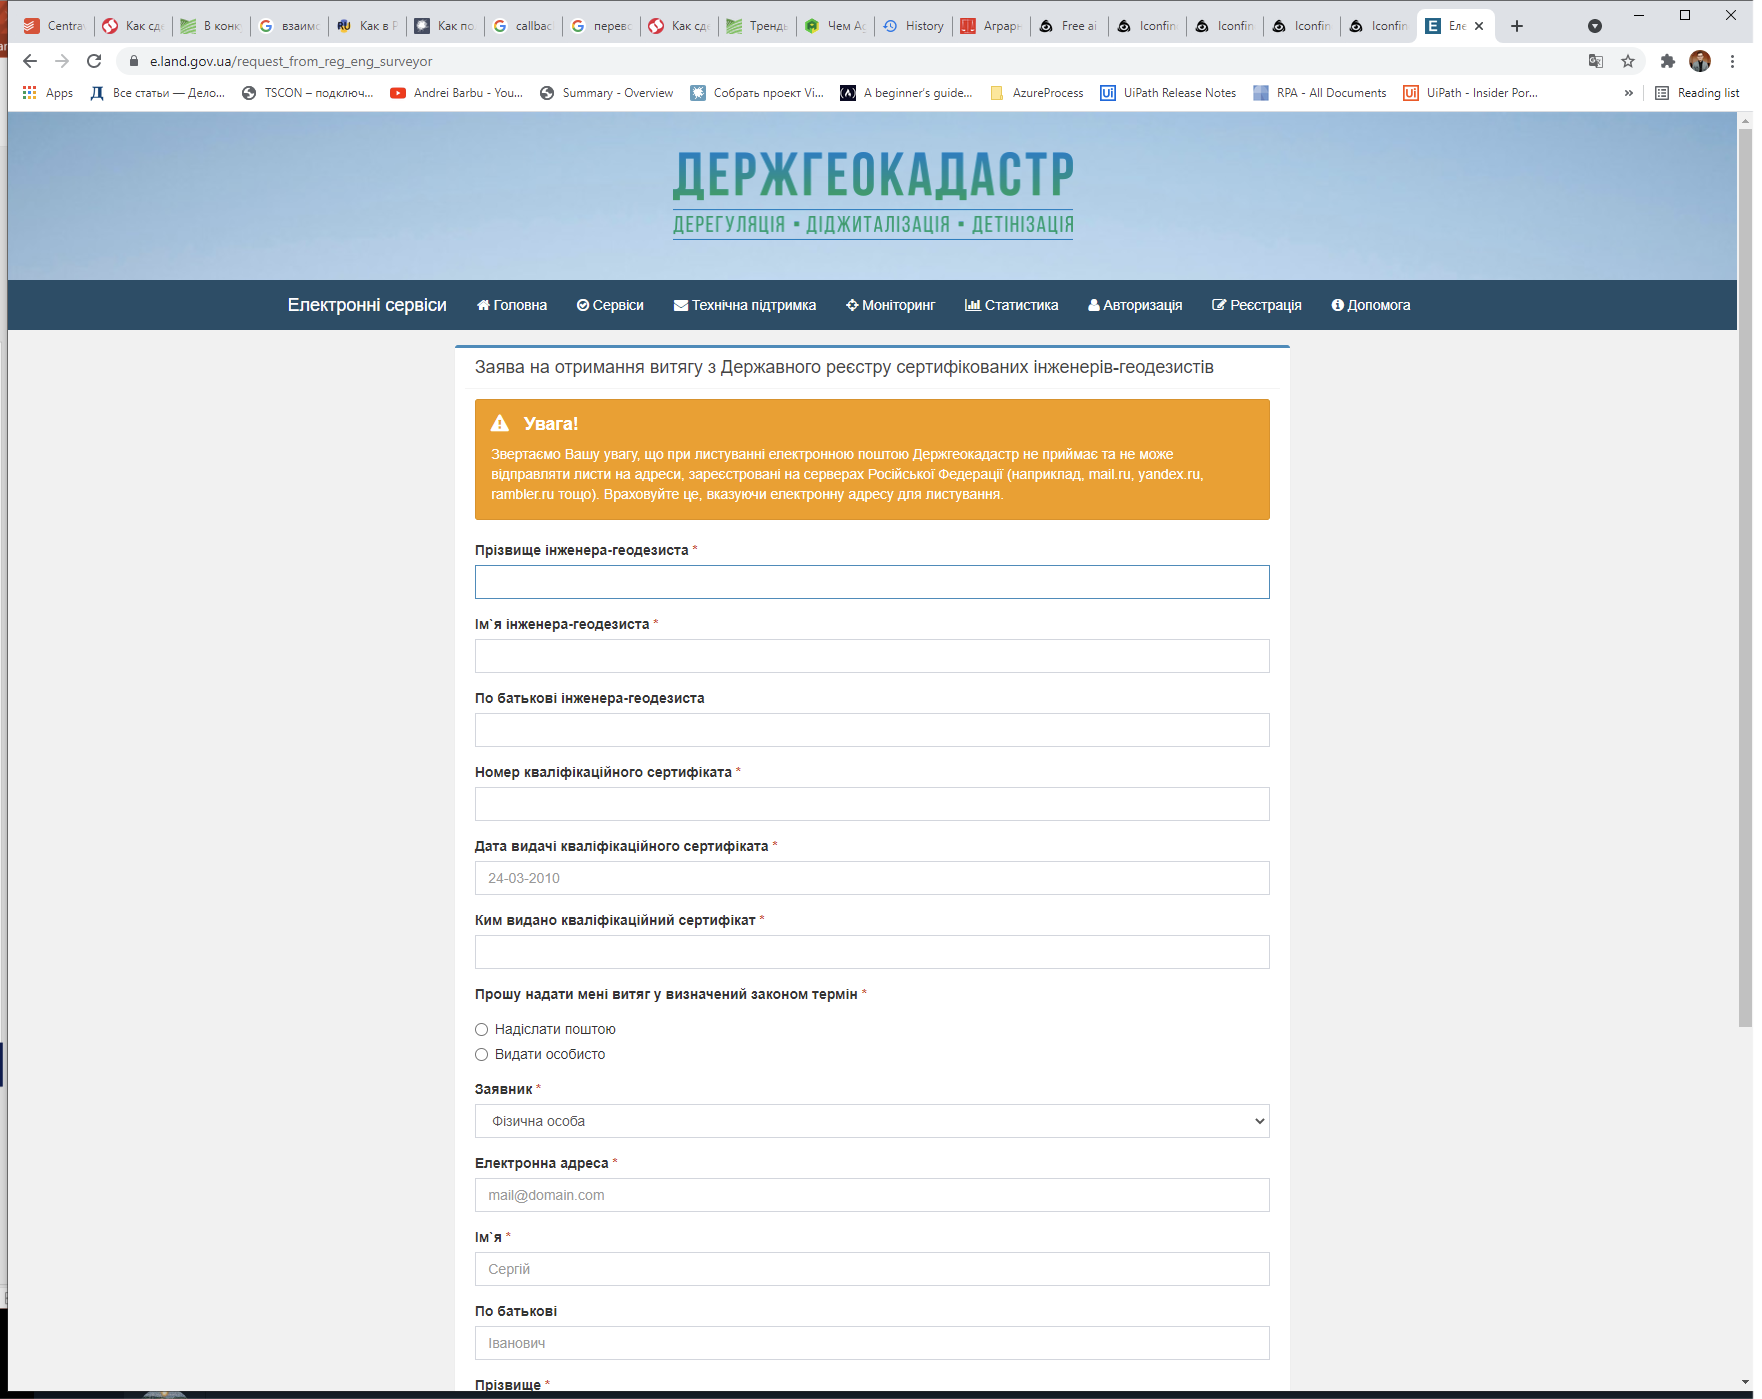 Centra
Как сде
В конк
взаимс
Как в Р
Как по
callbac
перевс
Как сде
Тренды
Чем Ag
History
Аграрн
Free ai
Iconfin
Iconfin
Iconfin
Iconfin
Еле
e.land.gov.ua/request_from_reg_eng_surveyor
Apps
Все статьи — Дело...
TSCON – подключ...
Andrei Barbu - You...
Summary - Overview
Собрать проект Vi...
A beginner's guide...
AzureProcess
UiPath Release Notes
RPA - All Documents
UiPath - Insider Por...
»
Reading list
ДЕРЖГЕОКАДАСТР
ДЕРЕГУЛЯЦІЯ ▪ ДІДЖИТАЛІЗАЦІЯ ▪ ДЕТІНІЗАЦІЯ
Електронні сервіси
Головна
Сервіси
Технічна підтримка
Моніторинг
Статистика
Авторизація
Реєстрація
Допомога
Заява на отримання витягу з Державного реєстру сертифікованих інженерів-геодезистів
Увага!
Звертаємо Вашу увагу, що при листуванні електронною поштою Держгеокадастр не приймає та не може
відправляти листи на адреси, зареєстровані на серверах Російської Федерації (наприклад, mail.ru, yandex.ru,
rambler.ru тощо). Враховуйте це, вказуючи електронну адресу для листування.
Прізвище інженера-геодезиста *
Ім`я інженера-геодезиста *
По батькові інженера-геодезиста
Номер кваліфікаційного сертифіката *
Дата видачі кваліфікаційного сертифіката *
24-03-2010
Ким видано кваліфікаційний сертифікат *
Прошу надати мені витяг у визначений законом термін *
Надіслати поштою
Видати особисто
Заявник *
Фізична особа
Електронна адреса *
mail@domain.com
Ім`я *
Сергій
По батькові
Іванович
Прізвище *